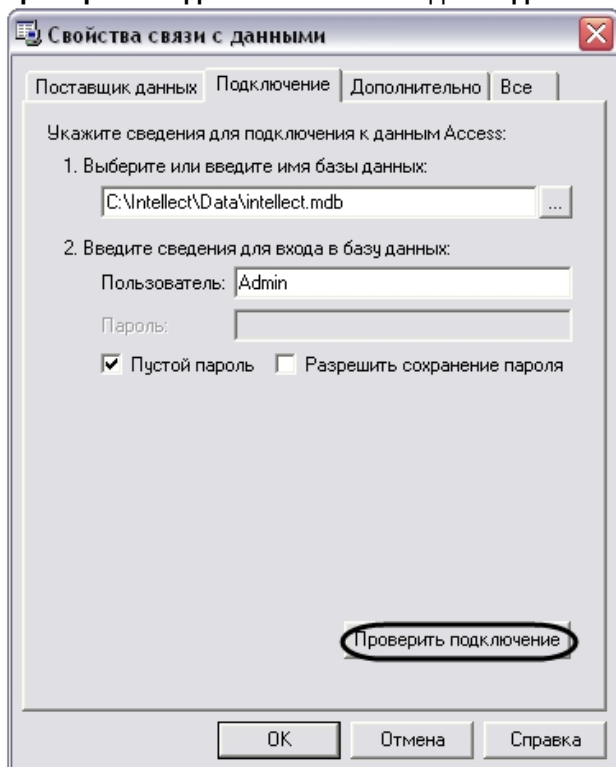 Свойства связи с данными
Поставщик данных Подключение Дополнительно Все
Укажите сведения для подключения к данным Access:
1. Выберите или введите имя базы данных:
C:\Intellect\Data\intellect.mdb ...
2. Введите сведения для входа в базу данных:
Пользователь: Admin
Пароль:
Пустой пароль Разрешить сохранение пароля
Проверить подключение
OK Отмена Справка